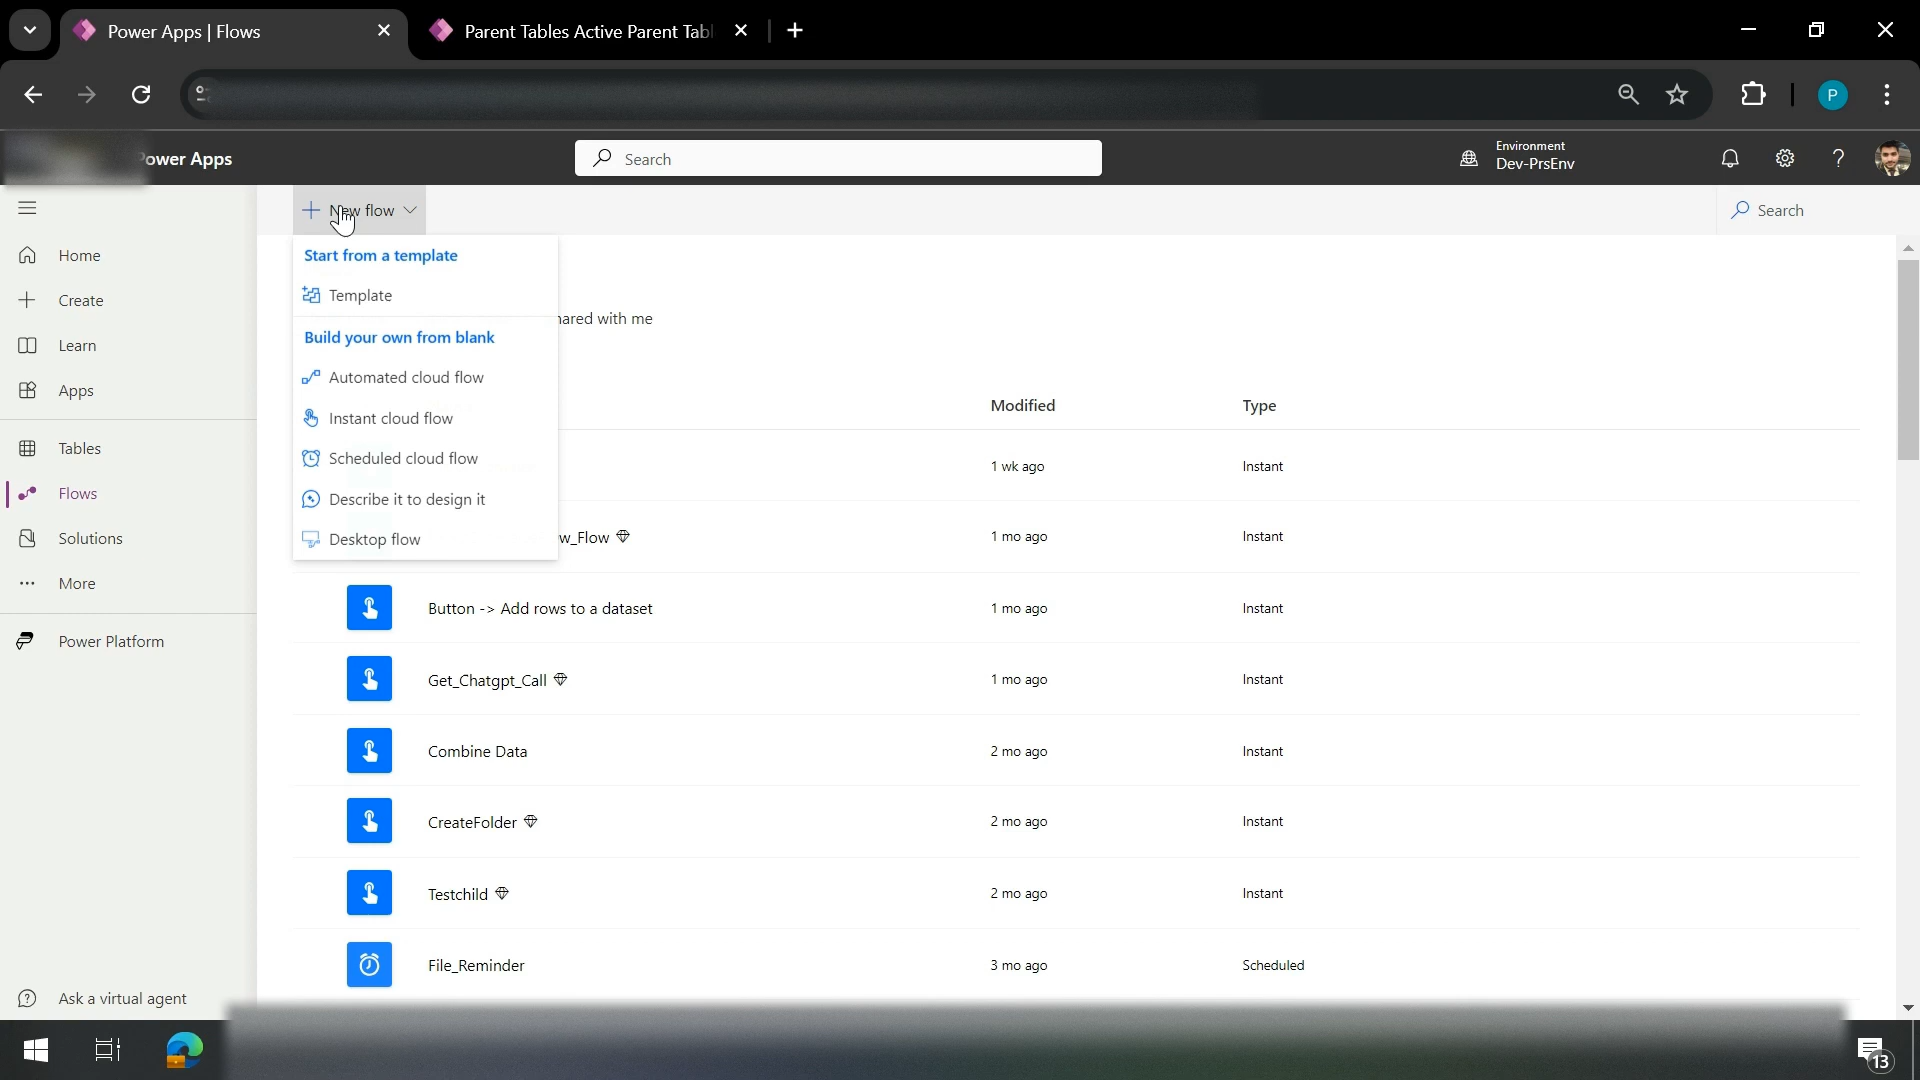 Power Apps | Flows
Parent Tables Active Parent Tabl
Power Apps
Search
Environment
Dev-PrsEnv
P
New flow
Search
Start from a template
Template
Build your own from blank
Automated cloud flow
Instant cloud flow
Scheduled cloud flow
Describe it to design it
Desktop flow
Home
Create
Learn
Apps
Tables
Flows
Solutions
More
Power Platform
Ask a virtual agent
hared with me
Modified Type
1 wk ago Instant
w_Flow 1 mo ago Instant
Button -> Add rows to a dataset 1 mo ago Instant
Get_Chatgpt_Call 1 mo ago Instant
Combine Data 2 mo ago Instant
CreateFolder 2 mo ago Instant
Testchild 2 mo ago Instant
File_Reminder 3 mo ago Scheduled
13